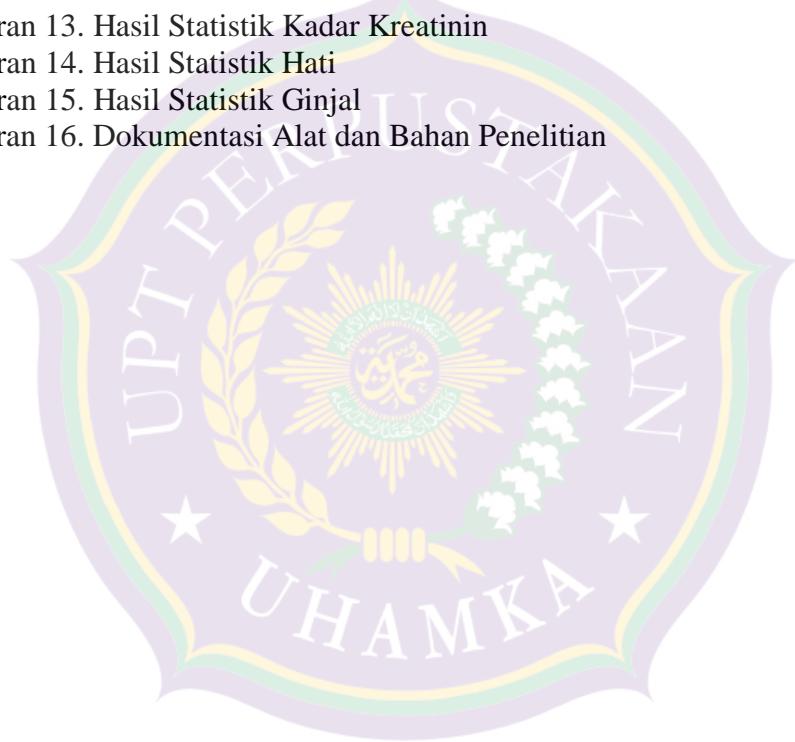 ran 13. Hasil Statistik Kadar Kreatinin
ran 14. Hasil Statistik Hati
ran 15. Hasil Statistik Ginjal
ran 16. Dokumentasi Alat dan Bahan Penelitian
UPT PERPUSTAKAAN
UHAMKA